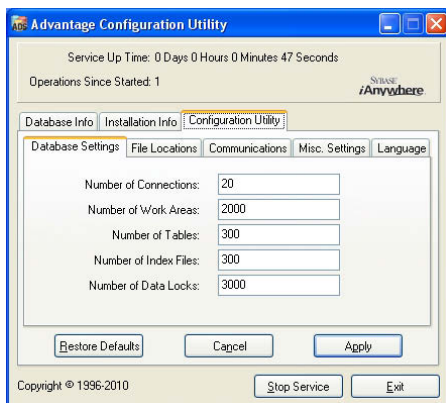 ADS Advantage Configuration Utility
Service Up Time: 0 Days 0 Hours 0 Minutes 47 Seconds
Operations Since Started: 1
SYBASE
iAnywhere
Database Info Installation Info Configuration Utility
Database Settings File Locations Communications Misc. Settings Language
Number of Connections: 20
Number of Work Areas: 2000
Number of Tables: 300
Number of Index Files: 300
Number of Data Locks: 3000
Restore Defaults Cancel Apply
Copyright © 1996-2010 Stop Service Exit